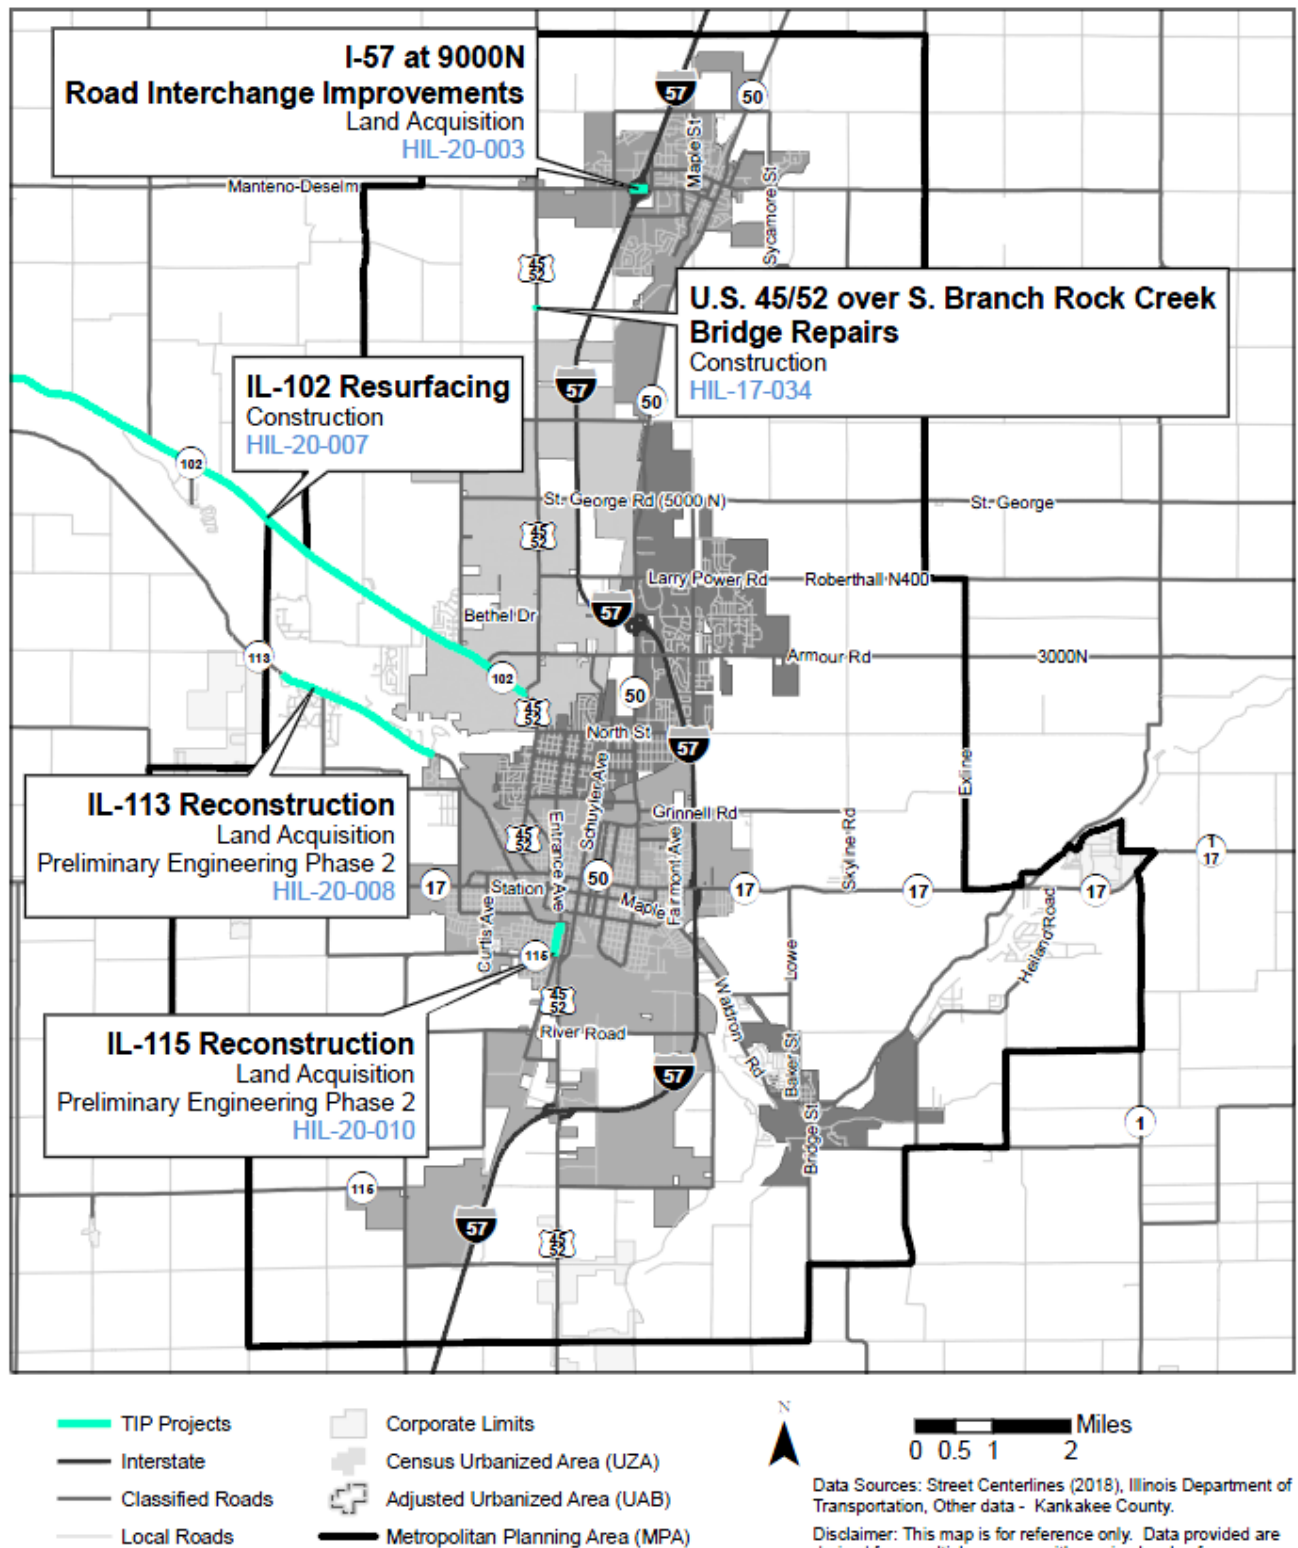 I-57 at 9000N
Road Interchange Improvements
Land Acquisition
HIL-20-003
57
50
Maple St
Sycamore St
Manteno-Deselm
45
52
U.S. 45/52 over S. Branch Rock Creek
Bridge Repairs
Construction
HIL-17-034
IL-102 Resurfacing
Construction
HIL-20-007
57
50
102
St. George Rd (5000 N)
St. George
45
52
Larry Power Rd
Roberthall N400
57
Bethel Dr
113
Armour Rd
3000N
102
50
45
52
North St
57
Schuyler Ave
Exline
IL-113 Reconstruction
Land Acquisition
Preliminary Engineering Phase 2
HIL-20-008
Grinnell Rd
45
52
Entrance Ave
Fairmont Ave
Skyline Rd
T
17
17
Station
50
Maple
17
17
17
Curtis Ave
115
Lowe
Heiland Road
45
52
Waldron Rd
IL-115 Reconstruction
Land Acquisition
Preliminary Engineering Phase 2
HIL-20-010
River Road
57
Baker St
Bridge St
1
115
57
45
52
TIP Projects
Interstate
Classified Roads
Local Roads
Corporate Limits
Census Urbanized Area (UZA)
Adjusted Urbanized Area (UAB)
Metropolitan Planning Area (MPA)
N
Miles
0 0.5 1 2
Data Sources: Street Centerlines (2018), Illinois Department of
Transportation, Other data - Kankakee County.
Disclaimer: This map is for reference only. Data provided are